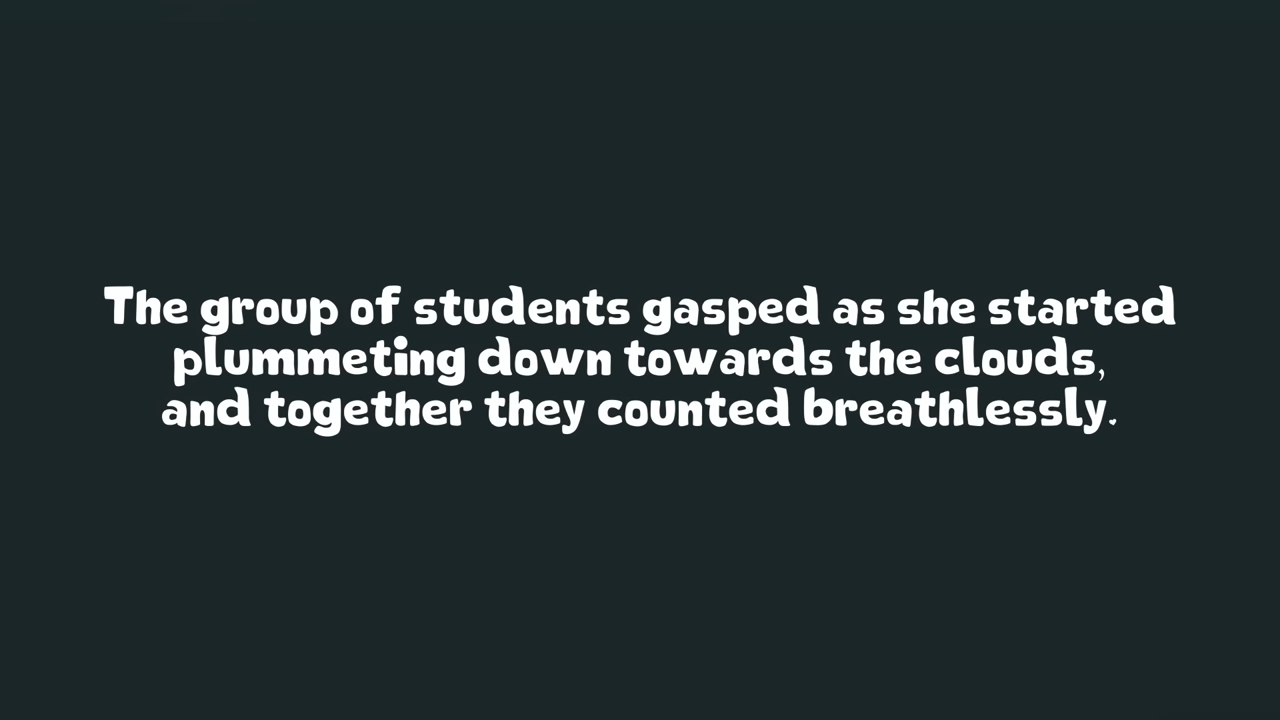 The group of students gasped as she started
plummeting down towards the clouds,
and together they counted breathlessly.